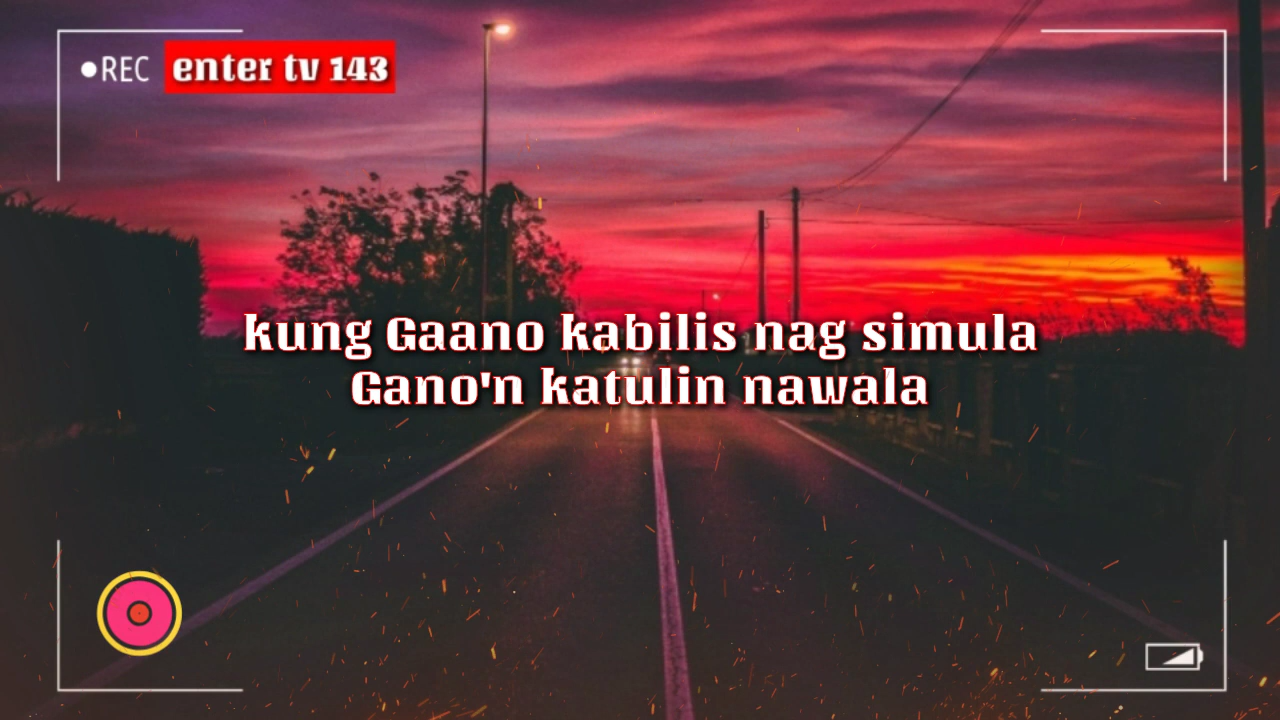 ●REC enter tv 143
kung Gaano kabilis nag simula
Gano'n katulin nawala